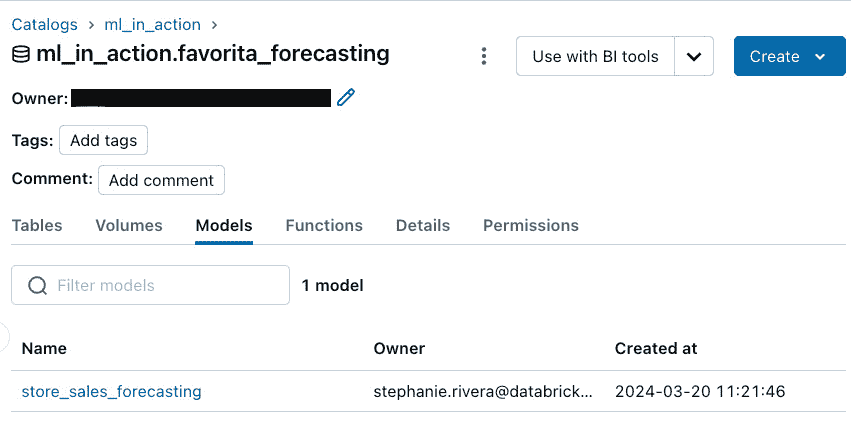 Catalogs > ml_in_action >
ml_in_action.favorita_forecasting
Use with BI tools
Create
Owner:
Tags: Add tags
Comment: Add comment
Tables Volumes Models Functions Details Permissions
Filter models
1 model
Name Owner Created at
store_sales_forecasting stephanie.rivera@databrick... 2024-03-20 11:21:46